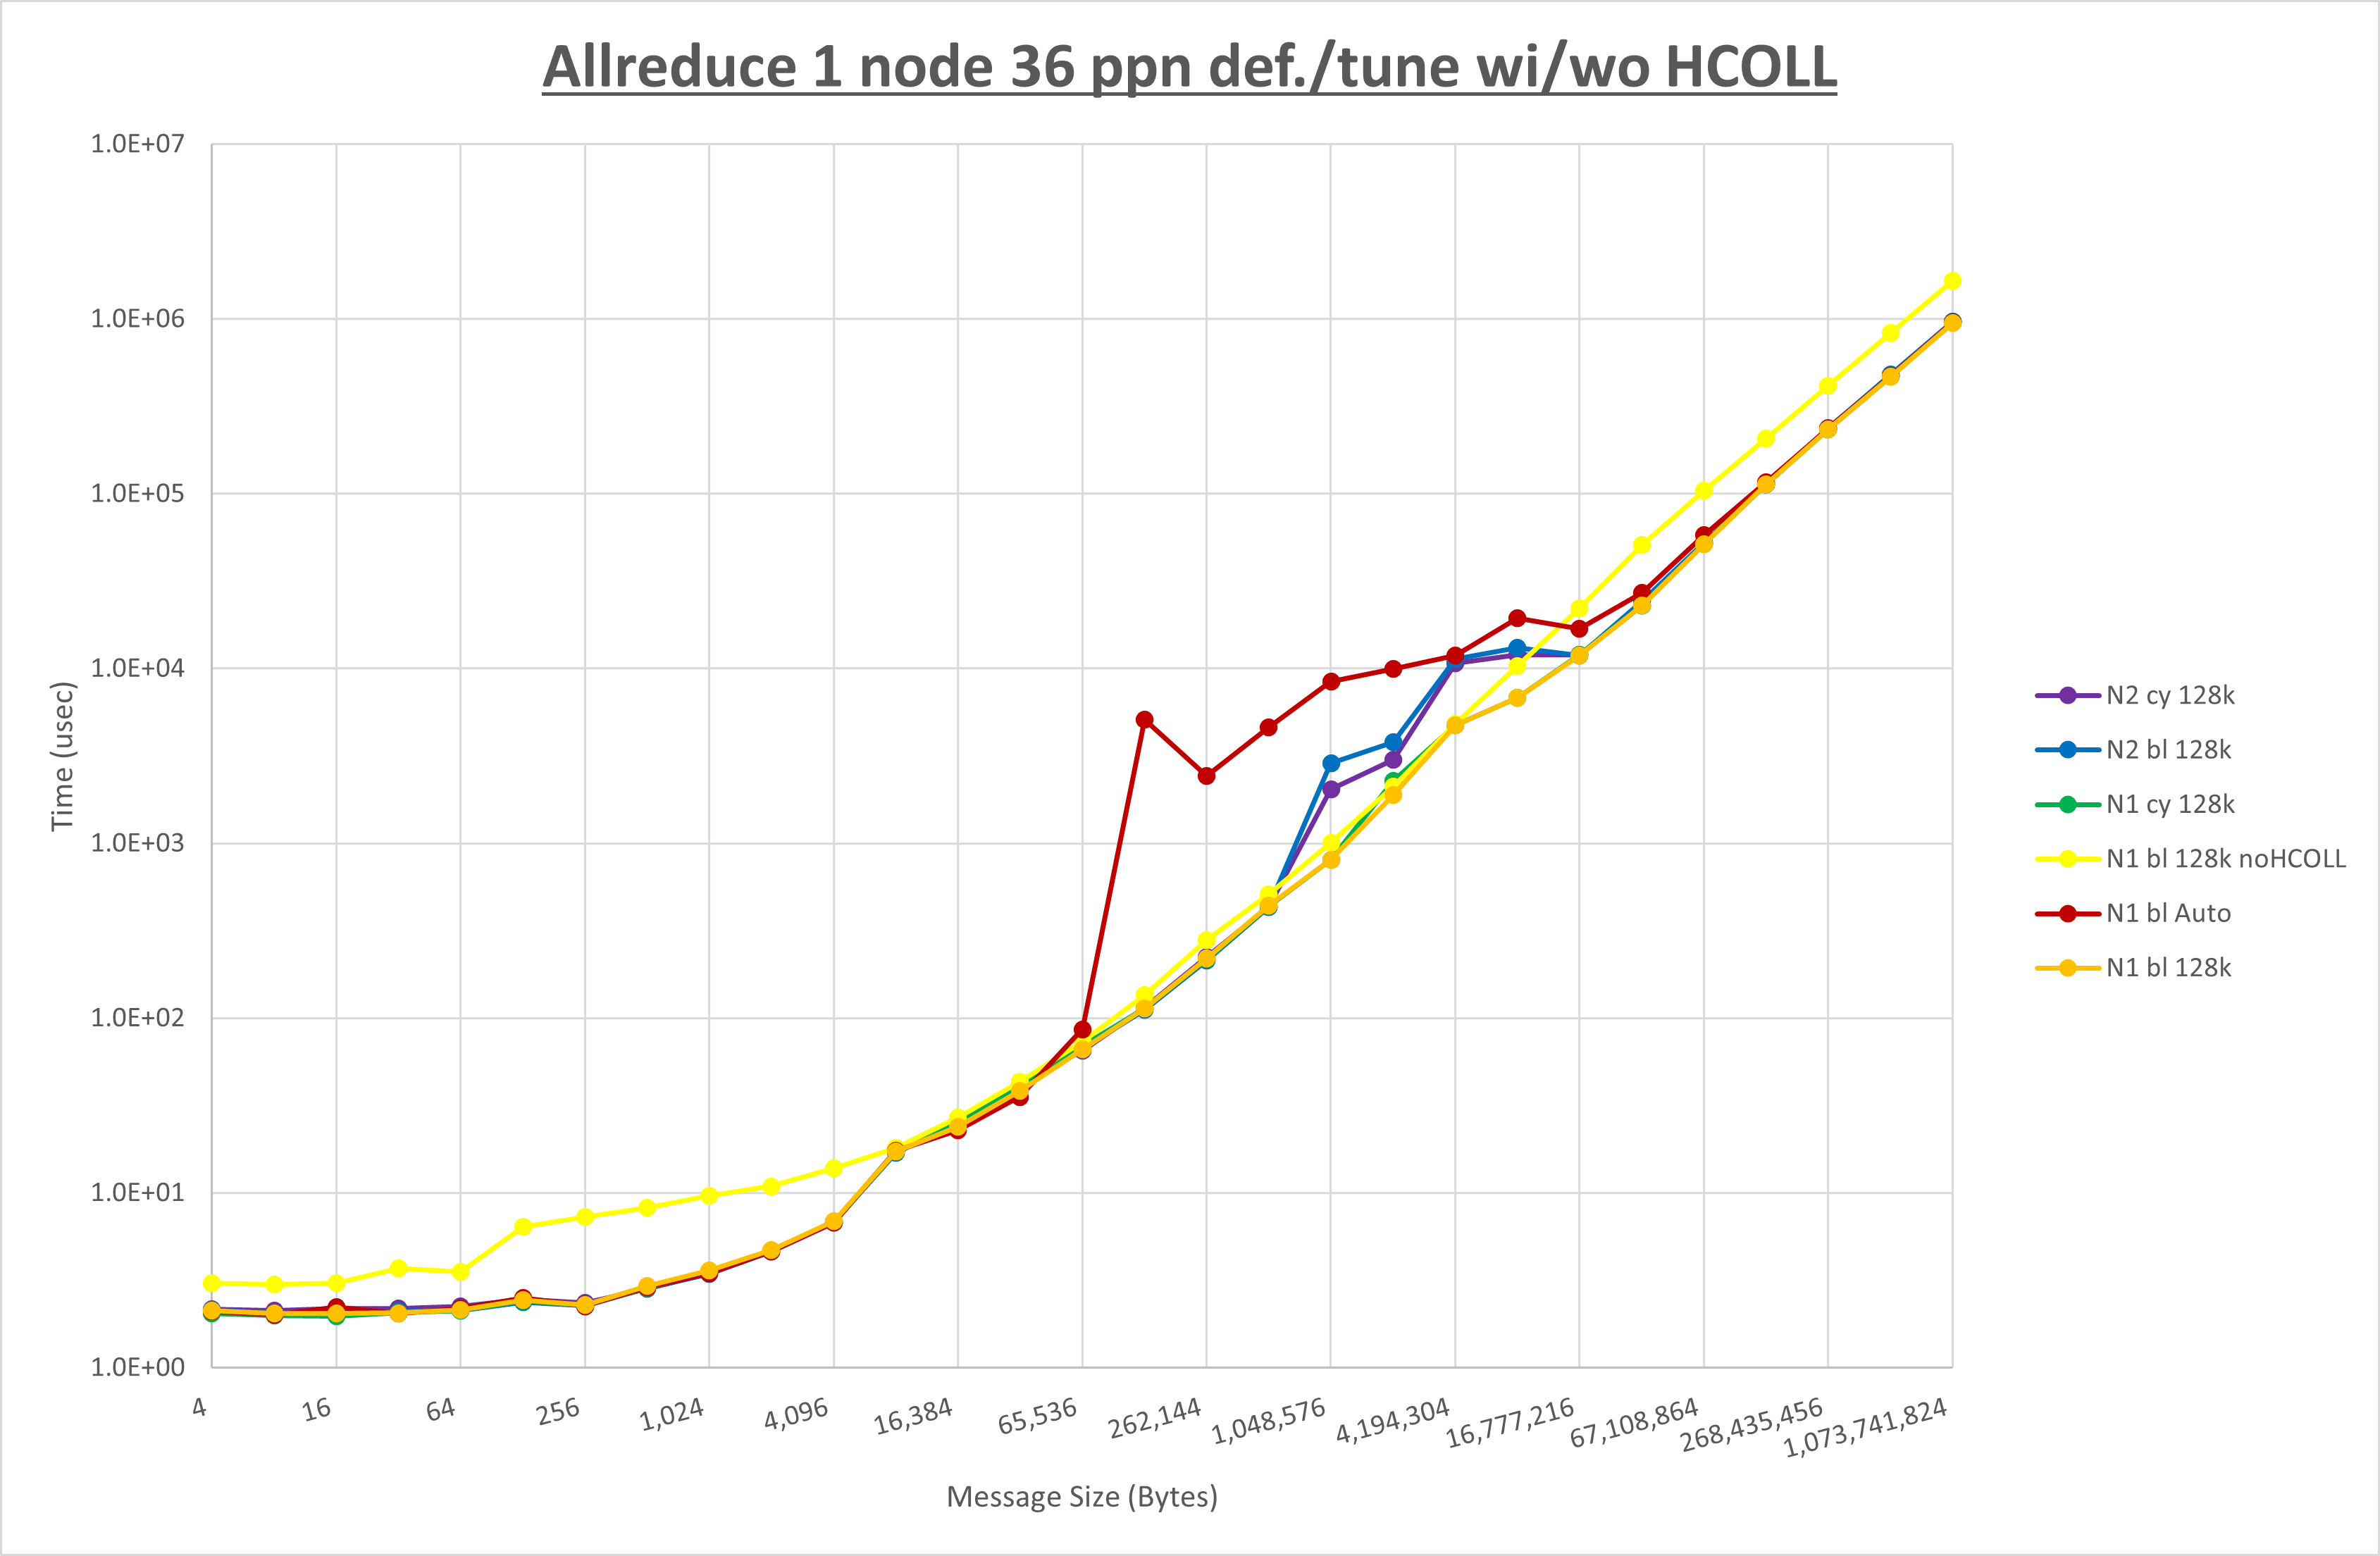 Allreduce 1 node 36 ppn def./tune wi/wo HCOLL
1.0E+07
1.0E+06
1.0E+05
1.0E+04
1.0E+03
1.0E+02
1.0E+01
1.0E+00
Time (usec)
4
16
64
256
1,024
4,096
16,384
65,536
262,144
1,048,576
4,194,304
16,777,216
67,108,864
268,435,456
1,073,741,824
Message Size (Bytes)
N2 cy 128k
N2 bl 128k
N1 cy 128k
N1 bl 128k noHCOLL
N1 bl Auto
N1 bl 128k